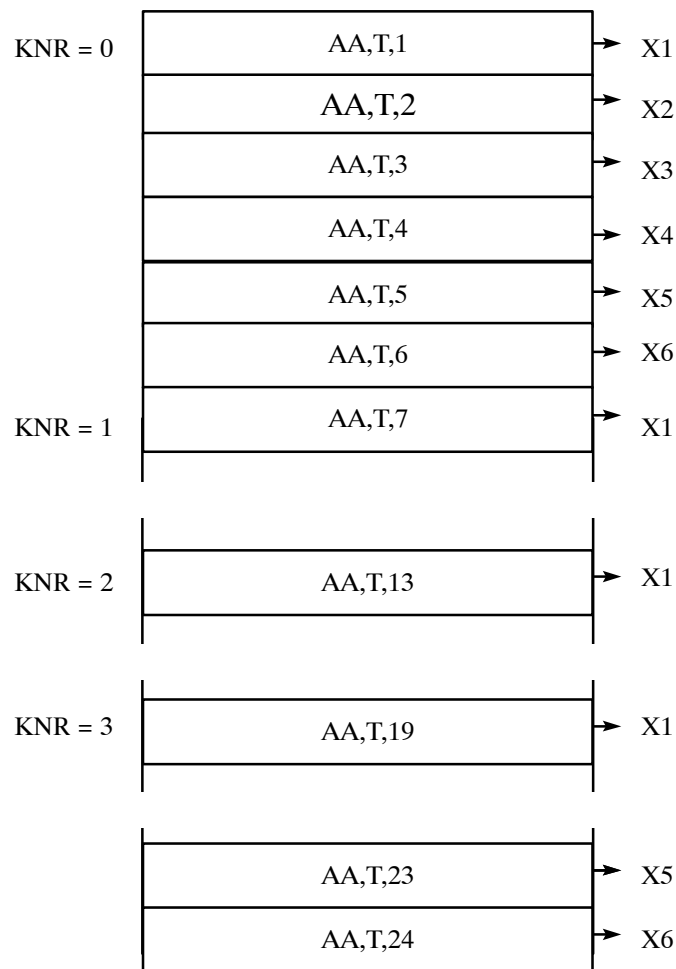 KNR = 0 AA,T,1 X1
AA,T,2 X2
AA,T,3 X3
AA,T,4 X4
AA,T,5 X5
AA,T,6 X6
KNR = 1 AA,T,7 X1
KNR = 2 AA,T,13 X1
KNR = 3 AA,T,19 X1
AA,T,23 X5
AA,T,24 X6